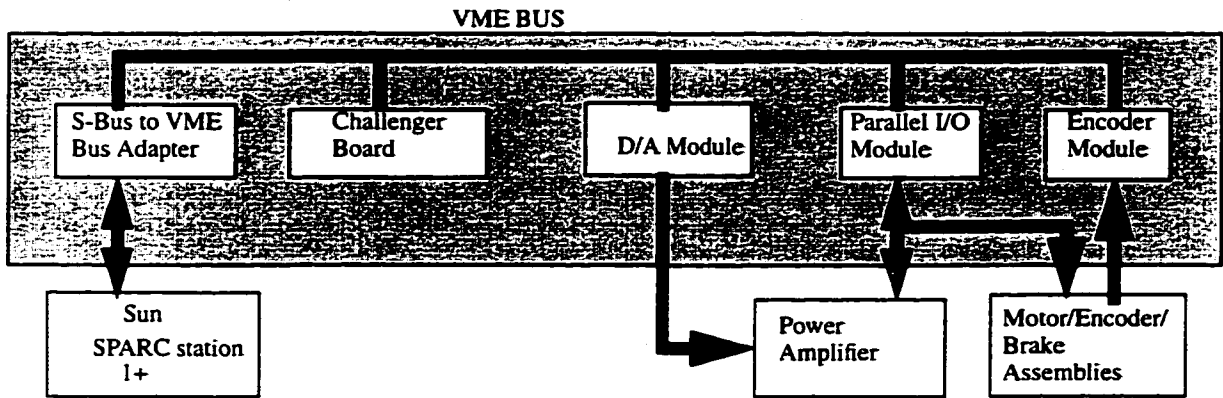 VME BUS
S-Bus to VME
Bus Adapter
Challenger
Board
D/A Module
Parallel I/O
Module
Encoder
Module
Sun
SPARC station
1+
Power
Amplifier
Motor/Encoder/
Brake
Assemblies